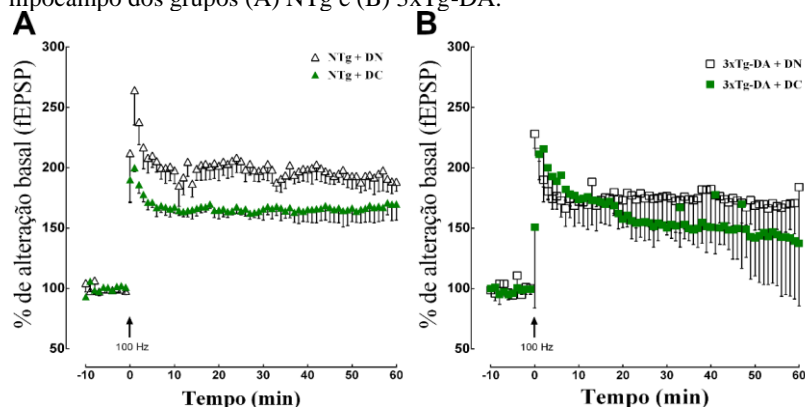 hipocampo dos grupos (A) NTg e (B) 3xTg-DA.
A
B
△ NTg + DN
▲ NTg + DC
□ 3xTg-DA + DN
■ 3xTg-DA + DC
% de alteração basal (fEPSP)
300
250
200
150
100
50
100 Hz
-10 0 10 20 30 40 50 60
Tempo (min)
% de alteração basal (fEPSP)
300
250
200
150
100
50
100 Hz
-10 0 10 20 30 40 50 60
Tempo (min)